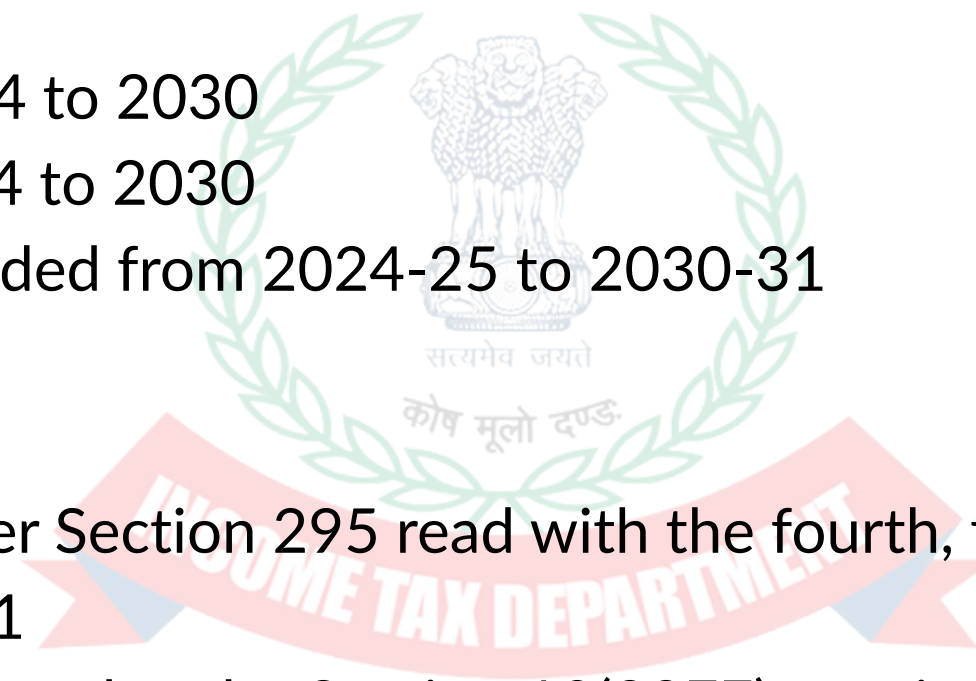 4 to 2030
4 to 2030
ded from 2024-25 to 2030-31
सत्यमेव जयते
कोष मूलो दण्डः
er Section 295 read with the fourth,
1
INCOME TAX DEPARTMENT